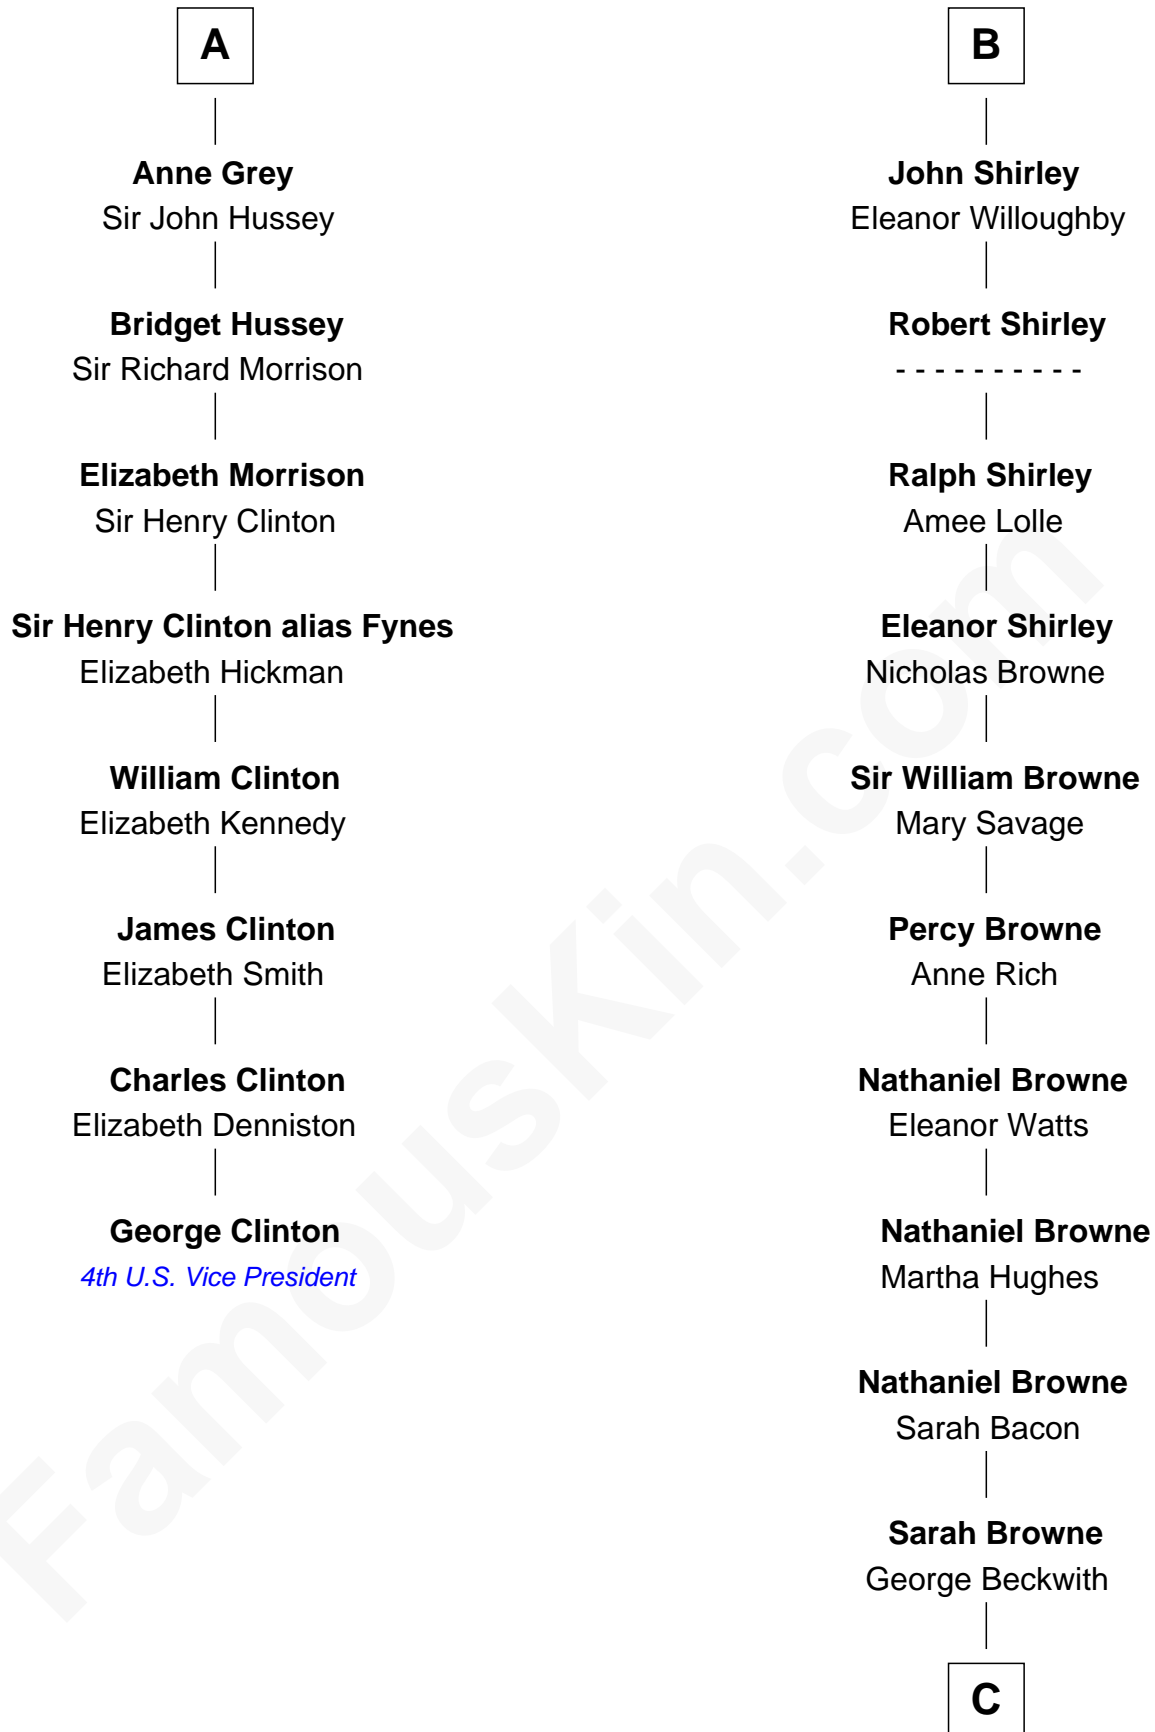 A
Anne Grey
Sir John Hussey
Bridget Hussey
Sir Richard Morrison
Elizabeth Morrison
Sir Henry Clinton
Sir Henry Clinton alias Fynes
Elizabeth Hickman
William Clinton
Elizabeth Kennedy
James Clinton
Elizabeth Smith
Charles Clinton
Elizabeth Denniston
George Clinton
4th U.S. Vice President
B
John Shirley
Eleanor Willoughby
Robert Shirley
- - - - - - - - - -
Ralph Shirley
Amee Lolle
Eleanor Shirley
Nicholas Browne
Sir William Browne
Mary Savage
Percy Browne
Anne Rich
Nathaniel Browne
Eleanor Watts
Nathaniel Browne
Martha Hughes
Nathaniel Browne
Sarah Bacon
Sarah Browne
George Beckwith
C
FamousKin.com